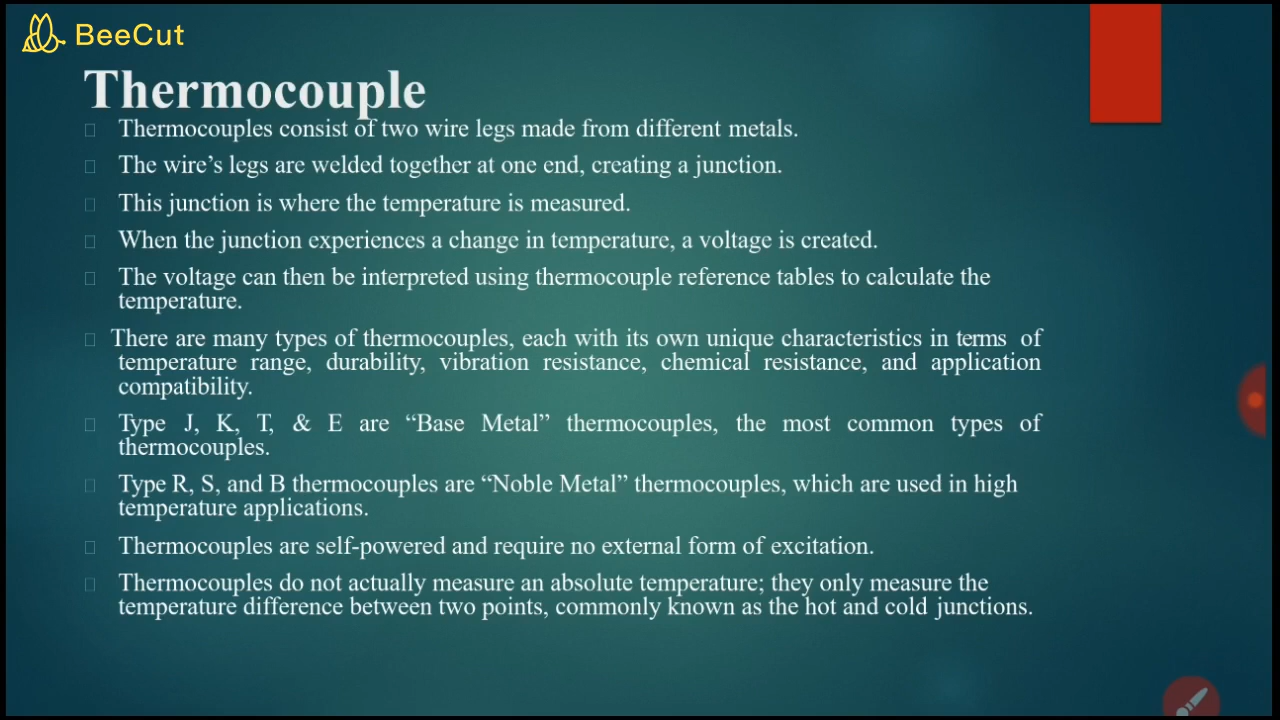 BeeCut
Thermocouple
Thermocouples consist of two wire legs made from different metals.
The wire’s legs are welded together at one end, creating a junction.
This junction is where the temperature is measured.
When the junction experiences a change in temperature, a voltage is created.
The voltage can then be interpreted using thermocouple reference tables to calculate the
temperature.
There are many types of thermocouples, each with its own unique characteristics in terms of
temperature range, durability, vibration resistance, chemical resistance, and application
compatibility.
Type J, K, T, & E are “Base Metal” thermocouples, the most common types of
thermocouples.
Type R, S, and B thermocouples are “Noble Metal” thermocouples, which are used in high
temperature applications.
Thermocouples are self-powered and require no external form of excitation.
Thermocouples do not actually measure an absolute temperature; they only measure the
temperature difference between two points, commonly known as the hot and cold junctions.